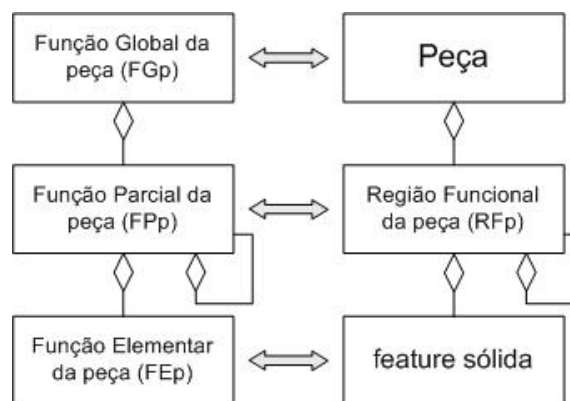 Função Global da
peça (FGp)
Peça
Função Parcial da
peça (FPp)
Região Funcional
da peça (RFp)
Função Elementar
da peça (FEp)
feature sólida